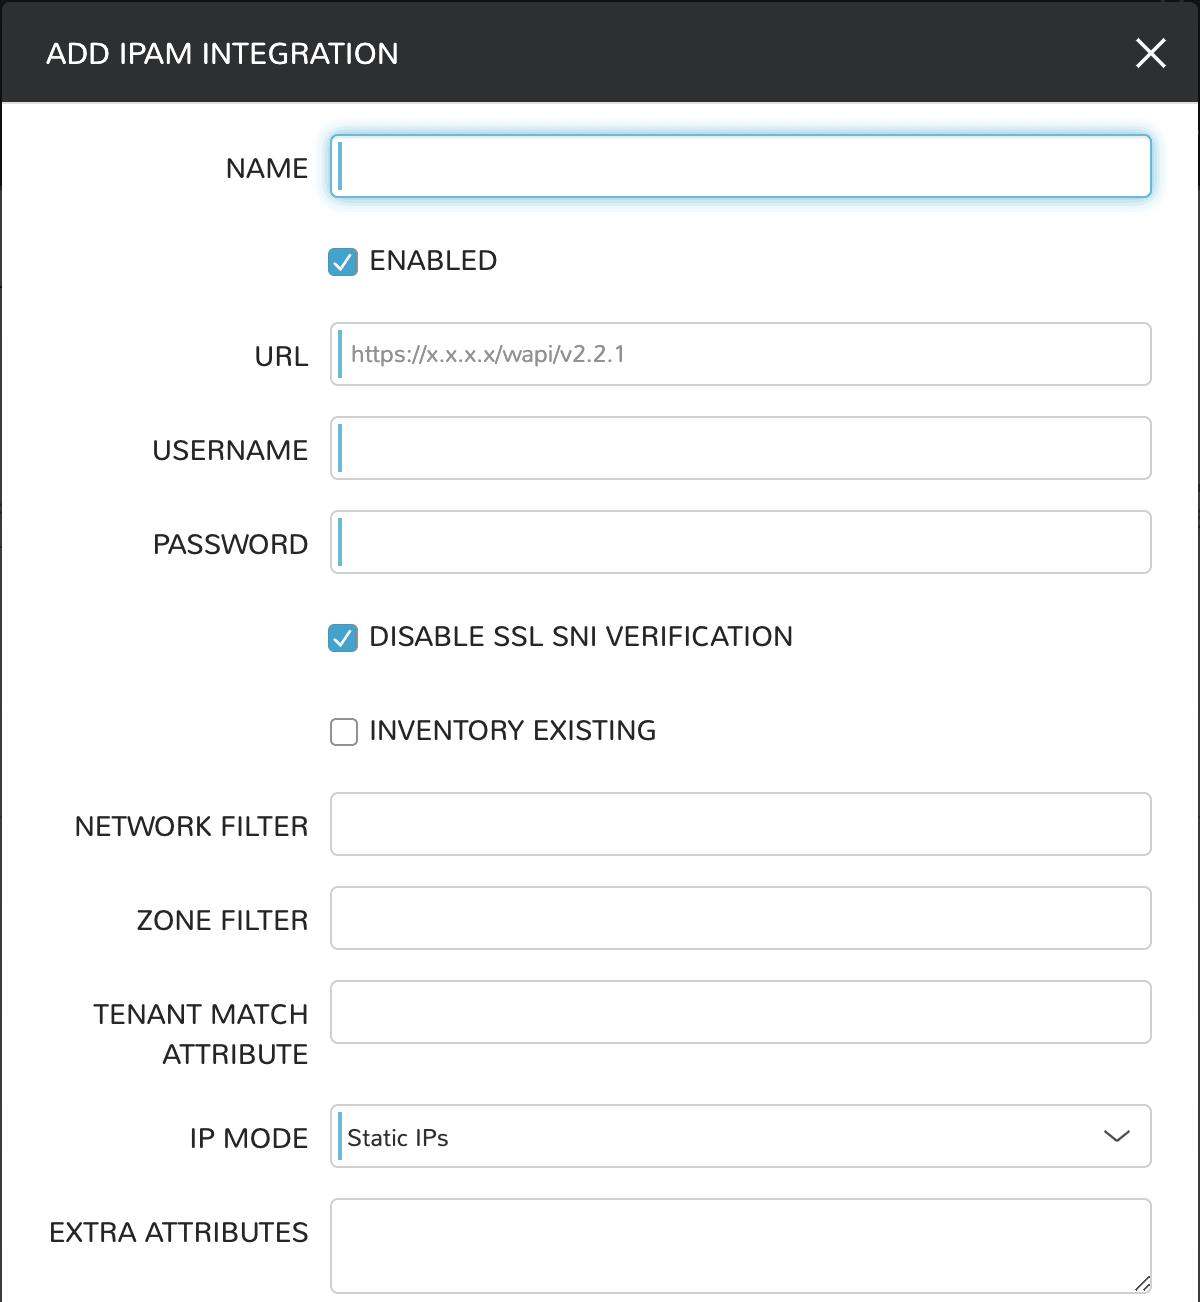 ADD IPAM INTEGRATION
NAME
ENABLED
URL
https://x.x.x.x/wapi/v2.2.1
USERNAME
PASSWORD
DISABLE SSL SNI VERIFICATION
INVENTORY EXISTING
NETWORK FILTER
ZONE FILTER
TENANT MATCH
ATTRIBUTE
IP MODE
Static IPs
EXTRA ATTRIBUTES